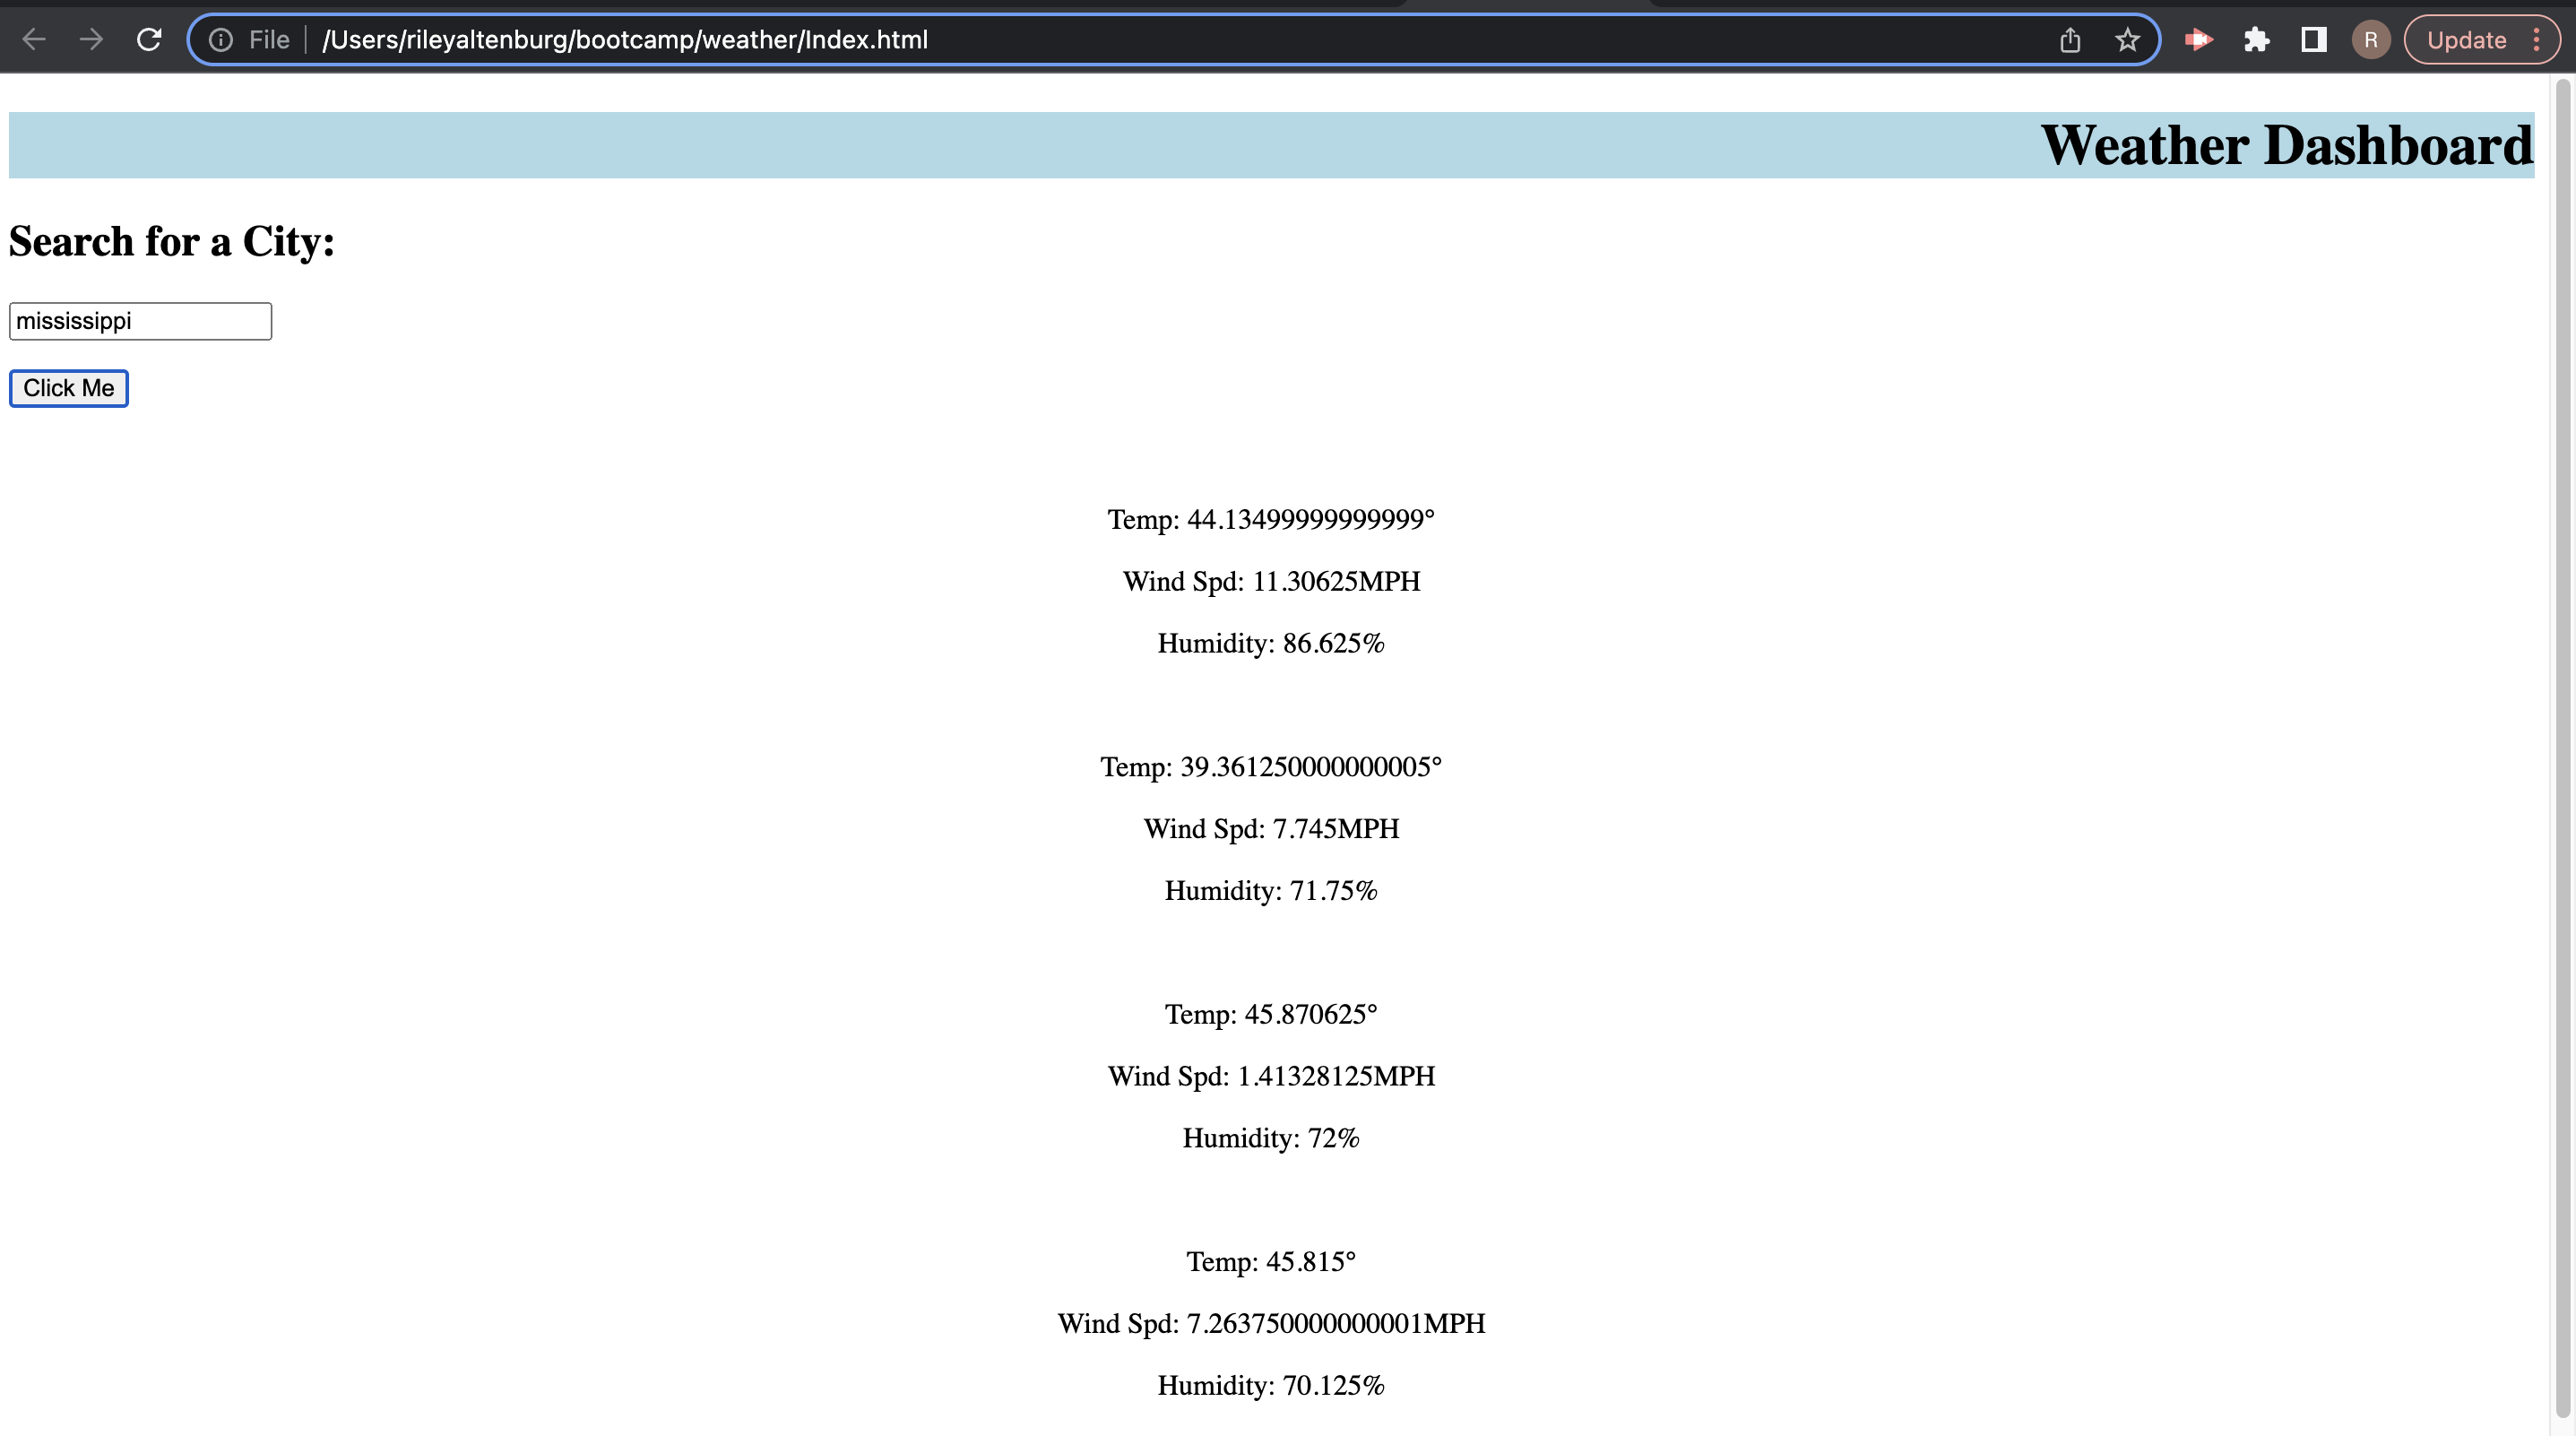 File /Users/rileyaltenburg/bootcamp/weather/Index.html R Update
Weather Dashboard
Search for a City:
mississippi
Click Me
Temp: 44.13499999999999°
Wind Spd: 11.30625MPH
Humidity: 86.625%
Temp: 39.361250000000005°
Wind Spd: 7.745MPH
Humidity: 71.75%
Temp: 45.870625°
Wind Spd: 1.41328125MPH
Humidity: 72%
Temp: 45.815°
Wind Spd: 7.263750000000001MPH
Humidity: 70.125%